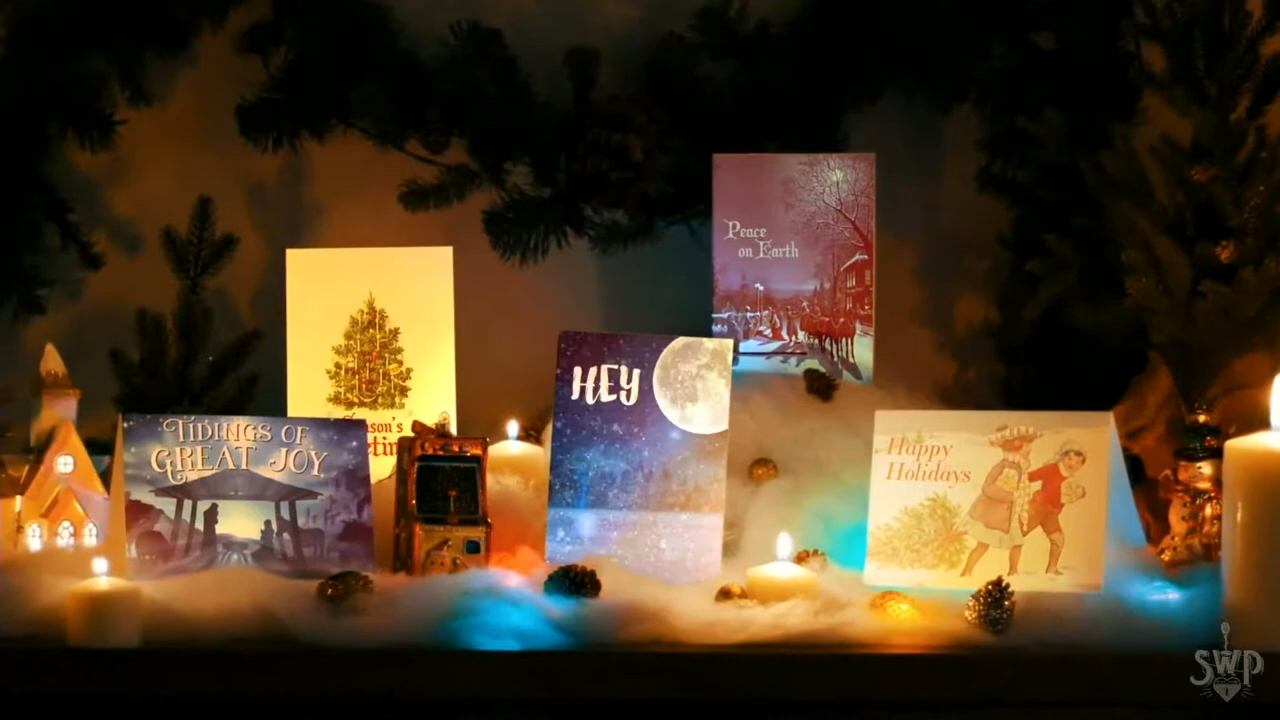 Peace
on Earth
TIDINGS OF
GREAT JOY
HEY
Happy
Holidays
SWP